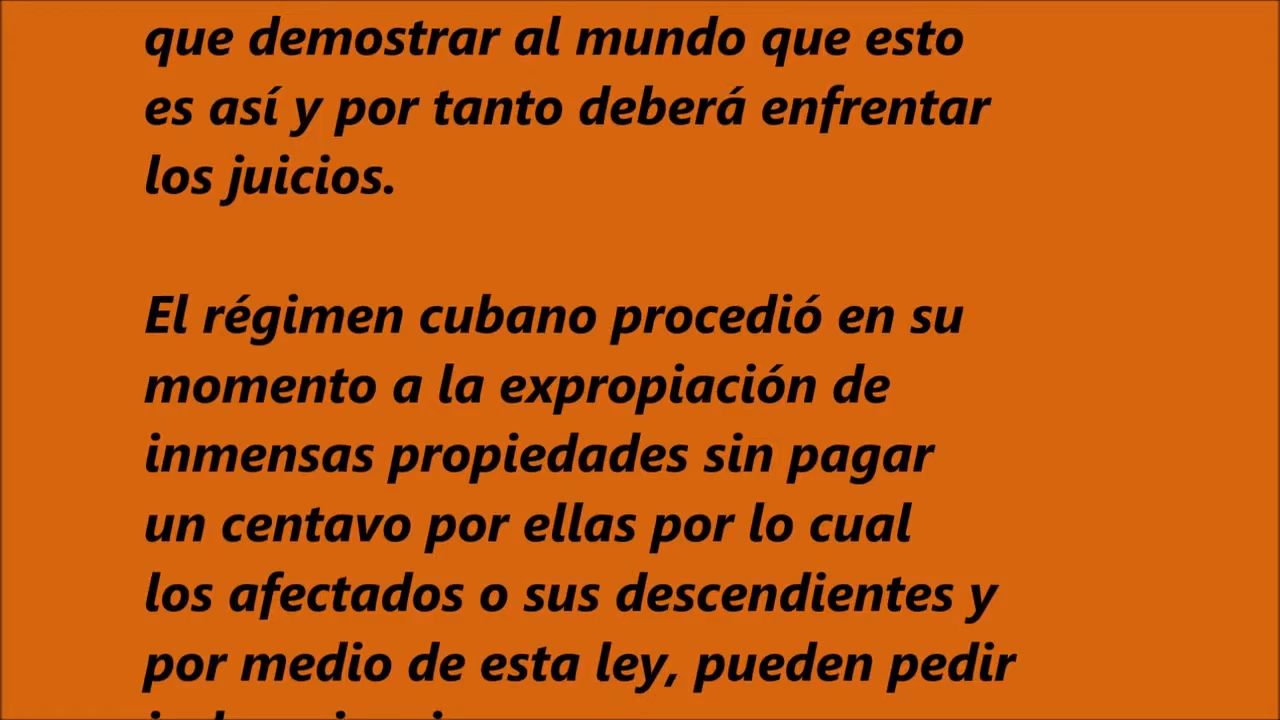 que demostrar al mundo que esto
es así y por tanto deberá enfrentar
los juicios.
El régimen cubano procedió en su
momento a la expropiación de
inmensas propiedades sin pagar
un centavo por ellas por lo cual
los afectados o sus descendientes y
por medio de esta ley, pueden pedir